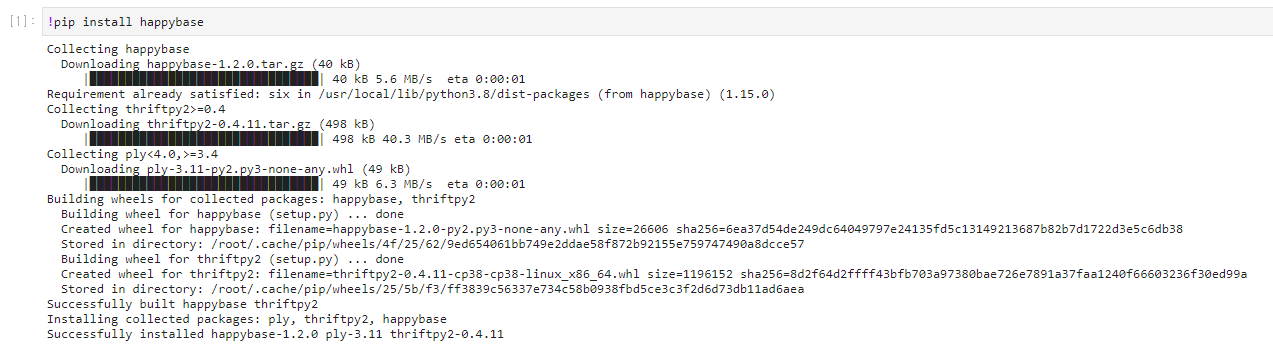 [1]: !pip install happybase
Collecting happybase
Downloading happybase-1.2.0.tar.gz (40 kB)
|████████████████████████████████| 40 kB 5.6 MB/s eta 0:00:01
Requirement already satisfied: six in /usr/local/lib/python3.8/dist-packages (from happybase) (1.15.0)
Collecting thriftpy2>=0.4
Downloading thriftpy2-0.4.11.tar.gz (498 kB)
|████████████████████████████████| 498 kB 40.3 MB/s eta 0:00:01
Collecting ply<4.0,>=3.4
Downloading ply-3.11-py2.py3-none-any.whl (49 kB)
|████████████████████████████████| 49 kB 6.3 MB/s eta 0:00:01
Building wheels for collected packages: happybase, thriftpy2
Building wheel for happybase (setup.py) ... done
Created wheel for happybase: filename=happybase-1.2.0-py2.py3-none-any.whl size=26606 sha256=6ea37d54de249dc64049797e24135fd5c13149213687b82b7d1722d3e5c6db38
Stored in directory: /root/.cache/pip/wheels/4f/25/62/9ed654061bb749e2ddae58f872b92155e759747490a8dcce57
Building wheel for thriftpy2 (setup.py) ... done
Created wheel for thriftpy2: filename=thriftpy2-0.4.11-cp38-cp38-linux_x86_64.whl size=1196152 sha256=8d2f64d2ffff43bfb703a97380bae726e7891a37faa1240f66603236f30ed99a
Stored in directory: /root/.cache/pip/wheels/25/5b/f3/ff3839c56337e734c58b0938fbd5ce3c3f2d6d73db11ad6aea
Successfully built happybase thriftpy2
Installing collected packages: ply, thriftpy2, happybase
Successfully installed happybase-1.2.0 ply-3.11 thriftpy2-0.4.11